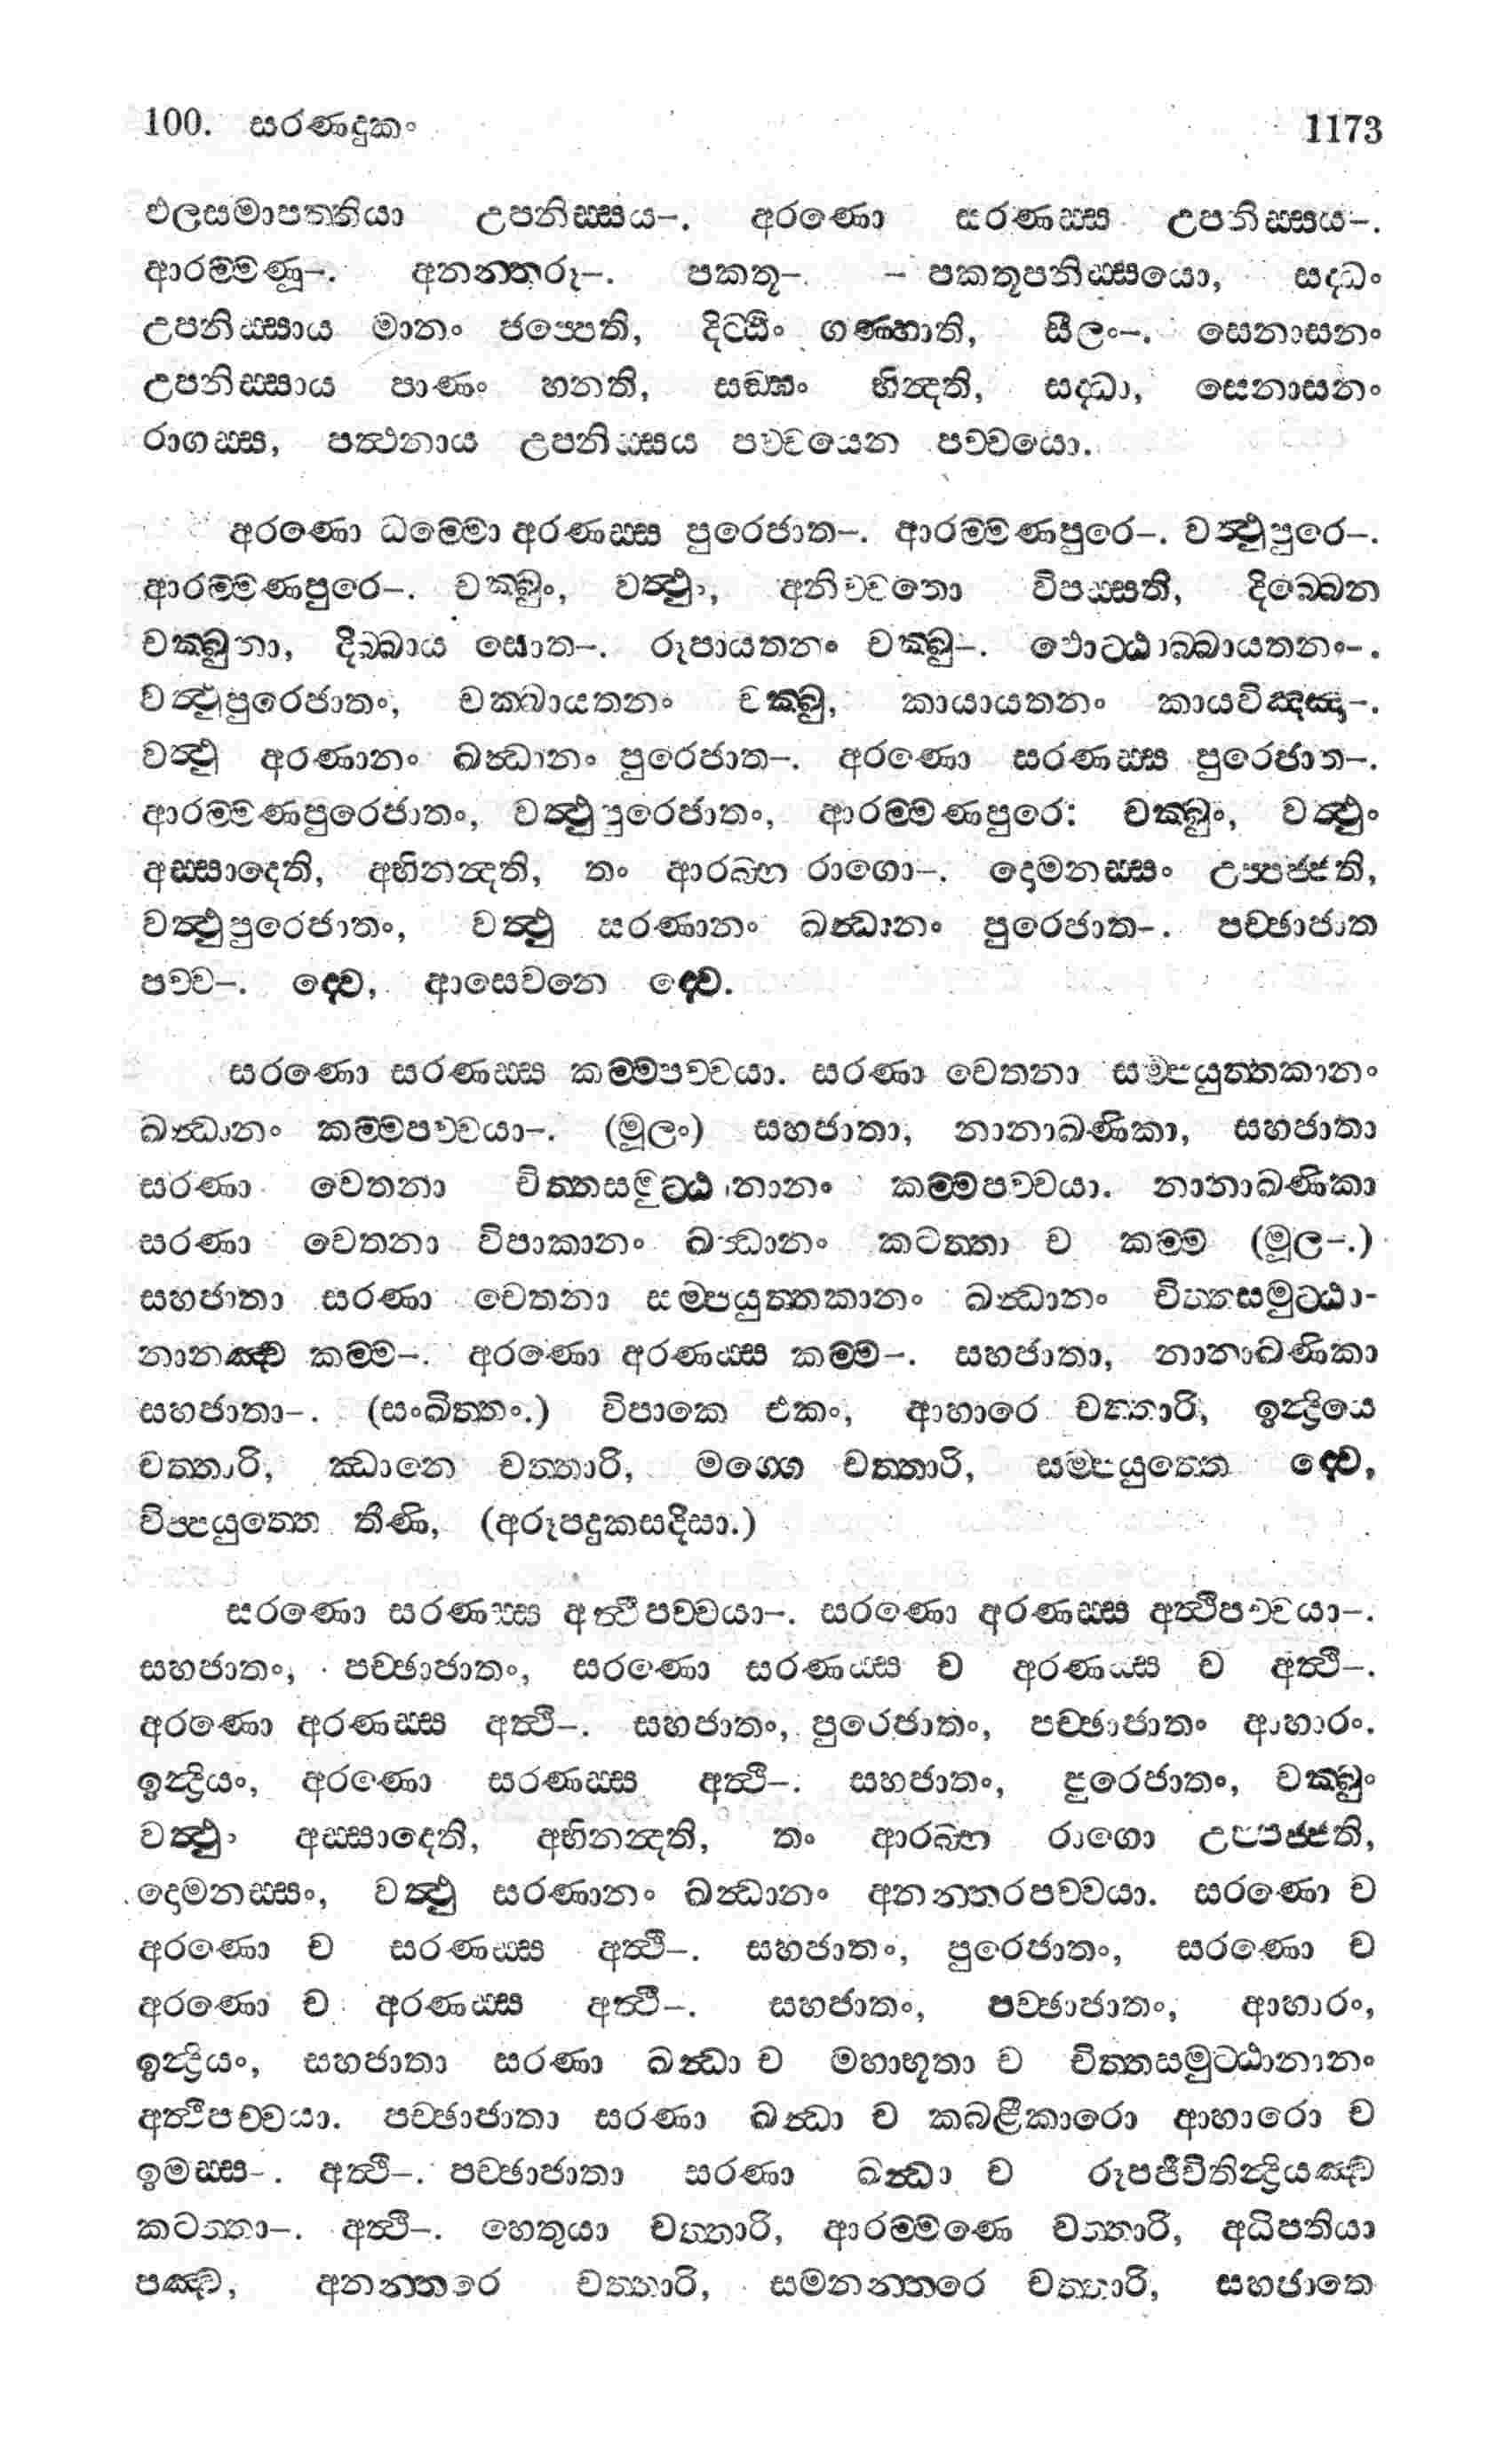 100. සරණදුකං 1173
ඵලසමාපත්තියා උපනිස්සය–. අරණො සරණස්ස උපනිස්සය–.
ආරම්මණූ–. අනන්තරූ–. පකතූ–. – පකතූපනිස්සයො, සද්ධං
උපනිස්සාය මානං ජප්පෙති, දිට්ඨිං ගණ්හාති, සීලං–. සෙනාසනං
උපනිස්සාය පාණං හනති, සඞ්ඝං භින්දති, සද්ධා, සෙනාසනං
රාගස්ස, පත්ථනාය උපනිස්සය පච්චයෙන පච්චයො.
අරණො ධම්මො අරණස්ස පුරෙජාත–. ආරම්මණපුරෙ–. වත්ථුපුරෙ–.
ආරම්මණපුරෙ–. චක්ඛුං, වත්ථුං, අනිච්චතො විපස්සති, දිබ්බෙන
චක්ඛුනා, දිබ්බාය සොත–. රූපායතනං චක්ඛු–. ඵොට්ඨබ්බායතනං–.
වත්ථුපුරෙජාතං, චක්ඛායතනං චක්ඛු, කායායතනං කායවිඤ්ඤා–.
වත්ථු අරණානං ඛන්ධානං පුරෙජාත–. අරණො සරණස්ස පුරෙජාත–.
ආරම්මණපුරෙජාතං, වත්ථුපුරෙජාතං, ආරම්මණපුරෙ: චක්ඛුං, වත්ථුං
අස්සාදෙති, අභිනන්දති, තං ආරබ්භ රාගො–. දොමනස්සං උප්පජ්ජති,
වත්ථුපුරෙජාතං, වත්ථු සරණානං ඛන්ධානං පුරෙජාත–. පච්ඡාජාත
පච්ච–. ද්වෙ, ආසෙවනෙ ද්වෙ.
සරණො සරණස්ස කම්මපච්චයා. සරණා චෙතනා සම්පයුත්තකානං
ඛන්ධානං කම්මපච්චයා–. (මූලං) සහජාතා, නානාඛණිකා, සහජාතා
සරණා චෙතනා චිත්තසමුට්ඨානානං කම්මපච්චයා. නානාඛණිකා
සරණා චෙතනා විපාකානං ඛන්ධානං කටත්තා ච කම්ම (මූල–.)
සහජාතා සරණා චෙතනා සම්පයුත්තකානං ඛන්ධානං චිත්තසමුට්ඨා-
නානඤ්ච කම්ම–. අරණො අරණස්ස කම්ම–. සහජාතා, නානාඛණිකා
සහජාතා–. (සංඛිත්තං.) විපාකෙ එකං, ආහාරෙ චත්තාරි, ඉන්ද්‍රියෙ
චත්තාරි, ඣානෙ චත්තාරි, මග්ගෙ චත්තාරි, සම්පයුත්තෙ ද්වෙ,
විප්පයුත්තෙ තීණි, (අරූපදුකසදිසා.)
සරණො සරණස්ස අත්ථිපච්චයා–. සරණො අරණස්ස අත්ථිපච්චයා–.
සහජාතං, පච්ඡාජාතං, සරණො සරණස්ස ච අරණස්ස ච අත්ථි–.
අරණො අරණස්ස අත්ථි–. සහජාතං, පුරෙජාතං, පච්ඡාජාතං ආහාරං.
ඉන්ද්‍රියං, අරණො සරණස්ස අත්ථි–. සහජාතං, පුරෙජාතං, චක්ඛුං
වත්ථුං අස්සාදෙති, අභිනන්දති, තං ආරබ්භ රාගො උප්පජ්ජති,
දොමනස්සං, වත්ථු සරණානං ඛන්ධානං අනන්තරපච්චයා. සරණො ච
අරණො ච සරණස්ස අත්ථි–. සහජාතං, පුරෙජාතං, සරණො ච
අරණො ච අරණස්ස අත්ථි–. සහජාතං, පච්ඡාජාතං, ආහාරං,
ඉන්ද්‍රියං, සහජාතා සරණා ඛන්ධා ච මහාභූතා ච චිත්තසමුට්ඨානානං
අත්ථිපච්චයා. පච්ඡාජාතා සරණා ඛන්ධා ච කබළීකාරො ආහාරො ච
ඉමස්ස–. අත්ථි–. පච්ඡාජාතා සරණා ඛන්ධා ච රූපජීවිතින්ද්‍රියඤ්ච
කටත්තා–. අත්ථි–. හෙතුයා චත්තාරි, ආරම්මණෙ චත්තාරි, අධිපතියා
පඤ්ච, අනන්තරෙ චත්තාරි, සමනන්තරෙ චත්තාරි, සහජාතෙ